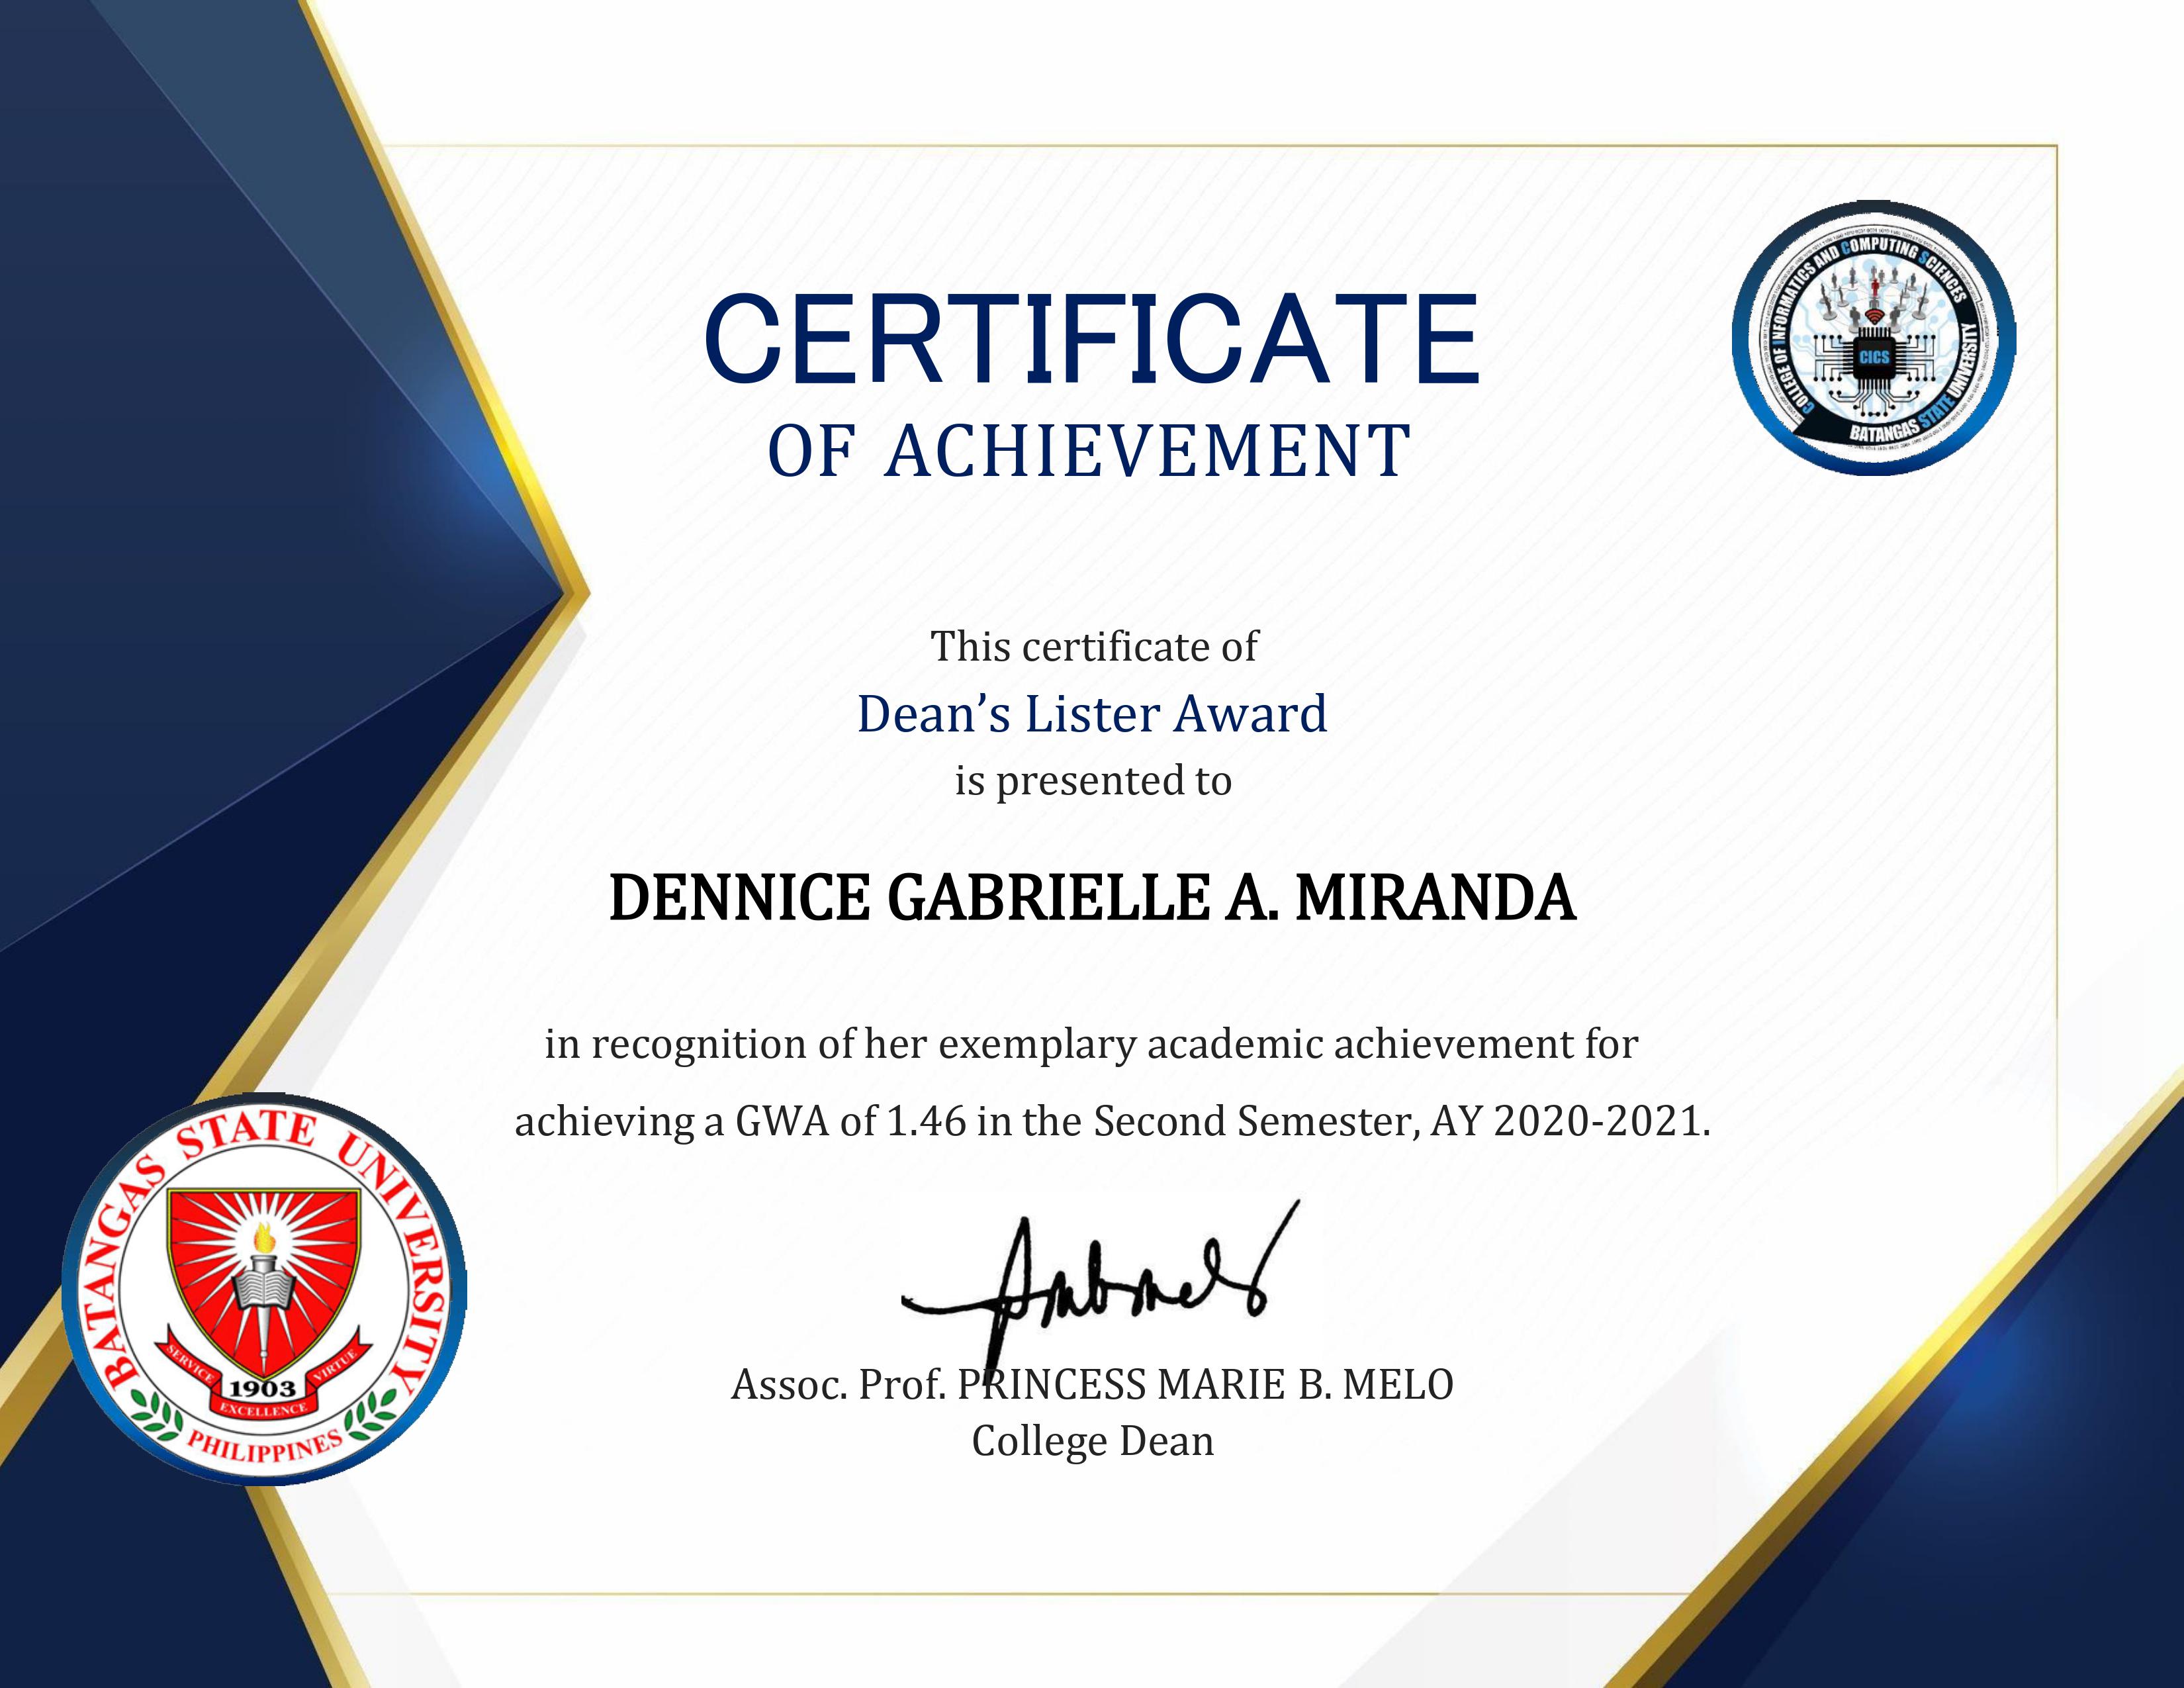 CERTIFICATE
OF ACHIEVEMENT
COLLEGE OF INFORMATICS AND COMPUTING SCIENCES
CICS
BATANGAS STATE UNIVERSITY
This certificate of
Dean’s Lister Award
is presented to
DENNICE GABRIELLE A. MIRANDA
in recognition of her exemplary academic achievement for
achieving a GWA of 1.46 in the Second Semester, AY 2020-2021.
BATANGAS STATE UNIVERSITY
SERVICE
VIRTUE
1903
EXCELLENCE
PHILIPPINES
Assoc. Prof. PRINCESS MARIE B. MELO
College Dean